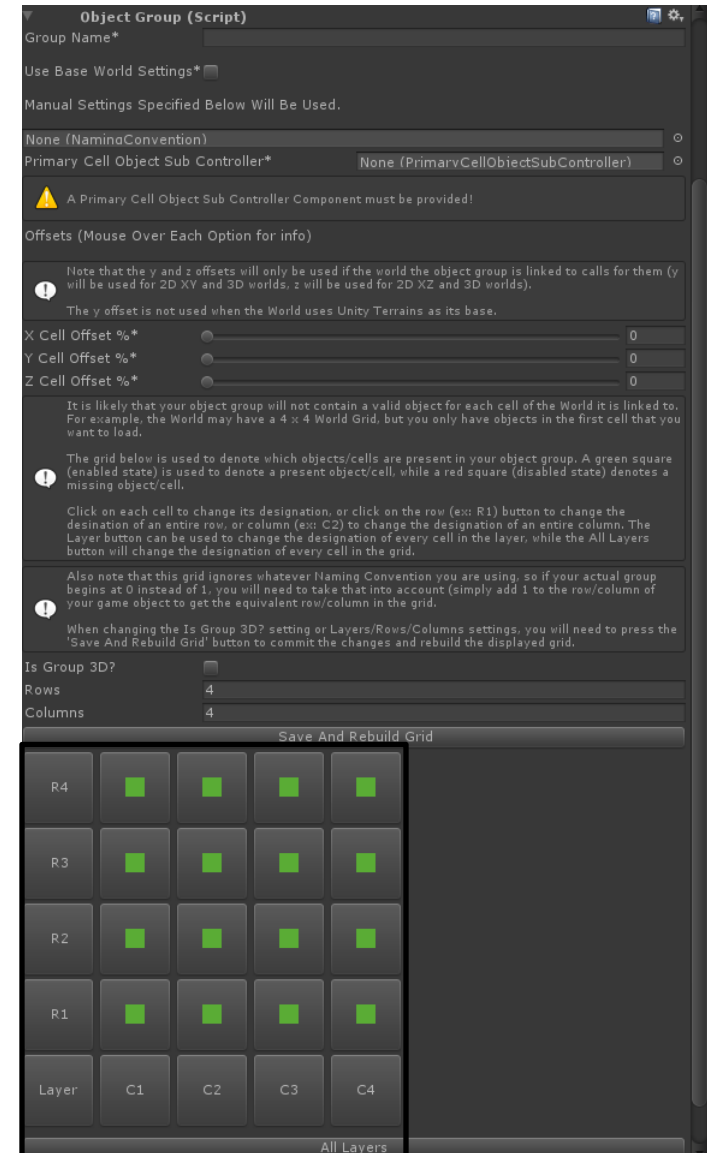 Object Group (Script)
Group Name*
Use Base World Settings*
Manual Settings Specified Below Will Be Used.
None (NamingConvention)
Primary Cell Object Sub Controller* None (PrimaryCellObjectSubController)
A Primary Cell Object Sub Controller Component must be provided!
Offsets (Mouse Over Each Option for info)
Note that the y and z offsets will only be used if the world the object group is linked to calls for them (y
will be used for 2D XY and 3D worlds, z will be used for 2D XZ and 3D worlds).
The y offset is not used when the World uses Unity Terrains as its base.
X Cell Offset %* 0
Y Cell Offset %* 0
Z Cell Offset %* 0
It is likely that your object group will not contain a valid object for each cell of the World it is linked to.
For example, the World may have a 4 x 4 World Grid, but you only have objects in the first cell that you
want to load.
The grid below is used to denote which objects/cells are present in your object group. A green square
(enabled state) is used to denote a present object/cell, while a red square (disabled state) denotes a
missing object/cell.
Click on each cell to change its designation, or click on the row (ex: R1) button to change the
desination of an entire row, or column (ex: C2) to change the designation of an entire column. The
Layer button can be used to change the designation of every cell in the layer, while the All Layers
button will change the designation of every cell in the grid.
Also note that this grid ignores whatever Naming Convention you are using, so if your actual group
begins at 0 instead of 1, you will need to take that into account (simply add 1 to the row/column of
your game object to get the equivalent row/column in the grid.
When changing the Is Group 3D? setting or Layers/Rows/Columns settings, you will need to press the
'Save And Rebuild Grid' button to commit the changes and rebuild the displayed grid.
Is Group 3D?
Rows 4
Columns 4
Save And Rebuild Grid
R4
R3
R2
R1
Layer C1 C2 C3 C4
All Layers